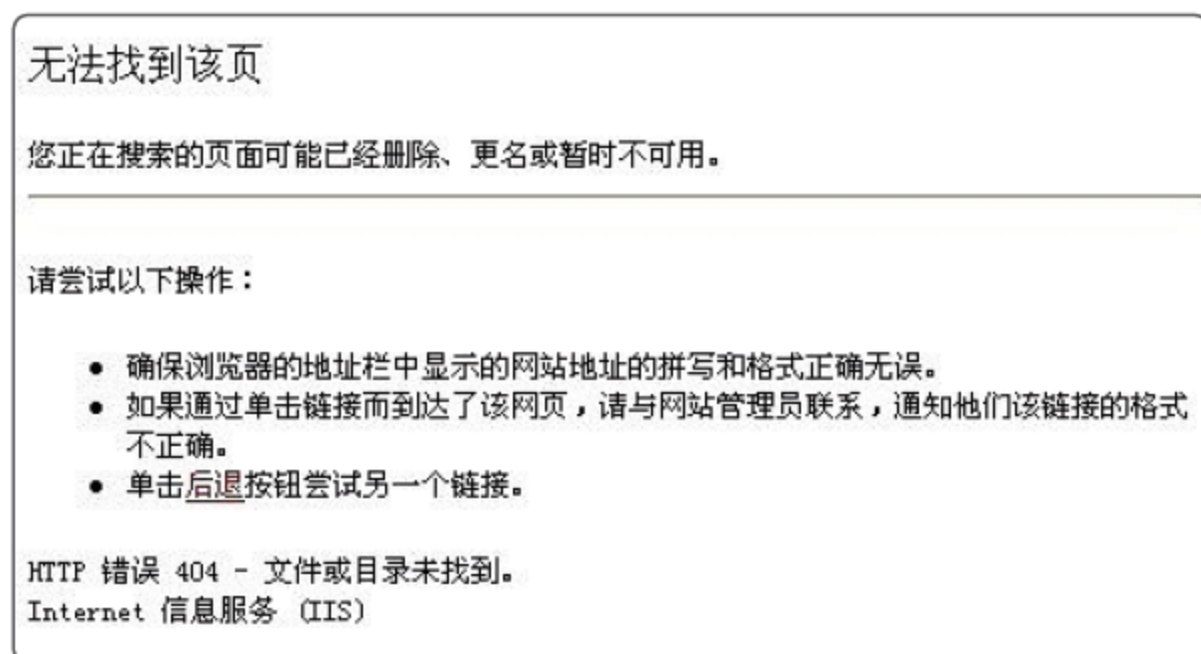 无法找到该页
您正在搜索的页面可能已经删除、更名或暂时不可用。
请尝试以下操作：
● 确保浏览器的地址栏中显示的网站地址的拼写和格式正确无误。
● 如果通过单击链接而到达了该网页，请与网站管理员联系，通知他们该链接的格式
不正确。
● 单击后退按钮尝试另一个链接。
HTTP 错误 404 - 文件或目录未找到。
Internet 信息服务 (IIS)